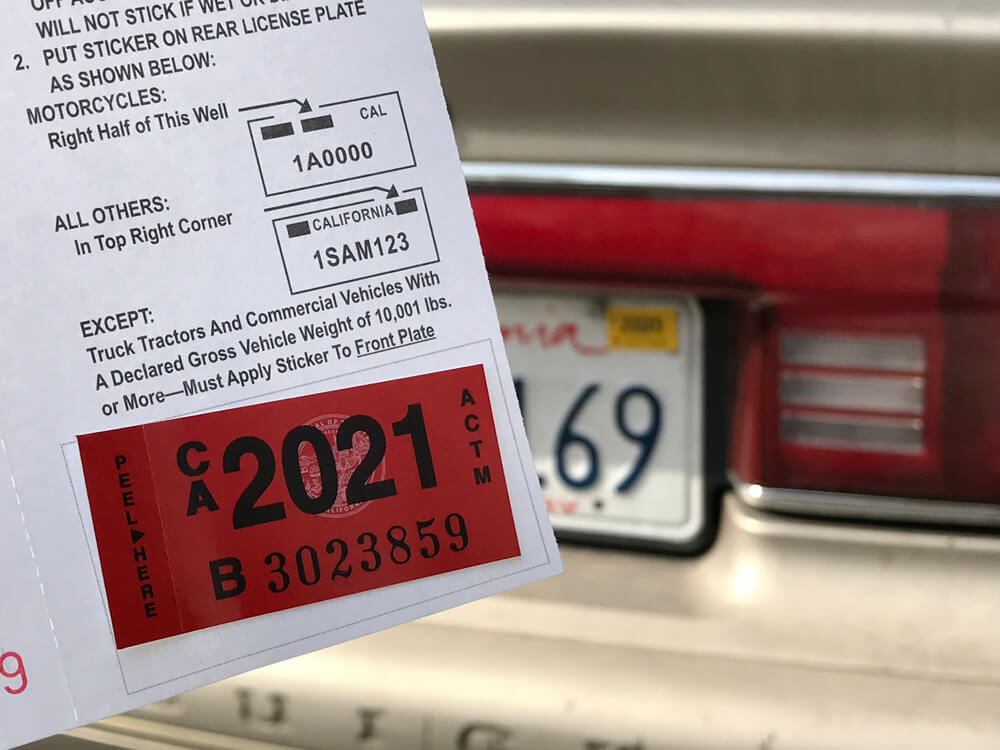 WILL NOT STICK IF WET OR
2. PUT STICKER ON REAR LICENSE PLATE
AS SHOWN BELOW:
MOTORCYCLES:
Right Half of This Well
CAL
1A0000
ALL OTHERS:
In Top Right Corner
CALIFORNIA
1SAM123
EXCEPT:
Truck Tractors And Commercial Vehicles With
A Declared Gross Vehicle Weight of 10,001 lbs.
or More—Must Apply Sticker To Front Plate
PEEL HERE
CA
2021
ACTM
B 3023859
9
69